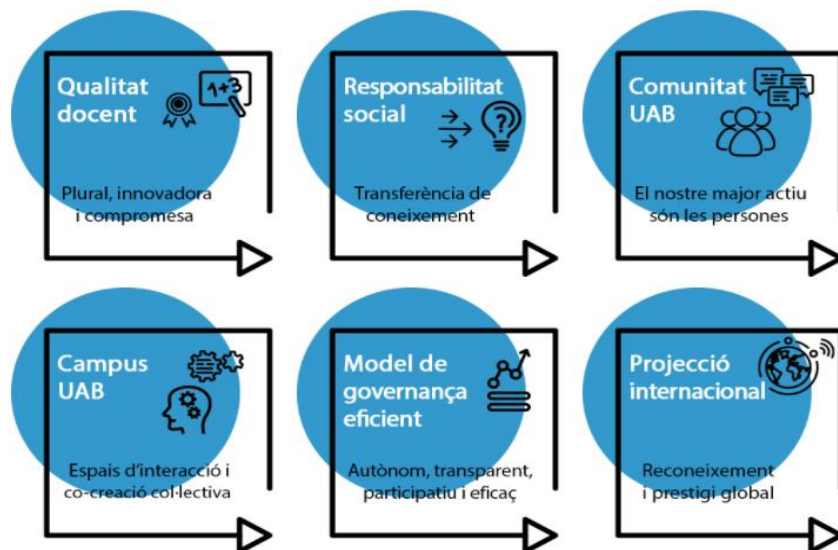 Qualitat
docent
1+3
Plural, innovadora
i compromesa
Responsabilitat
social
?
Transferència de
coneixement
Comunitat
UAB
El nostre major actiu
són les persones
Campus
UAB
Espais d'interacció i
co-creació col·lectiva
Model de
governança
eficient
Autònom, transparent,
participatiu i eficaç
Projecció
internacional
Reconeixement
i prestigi global